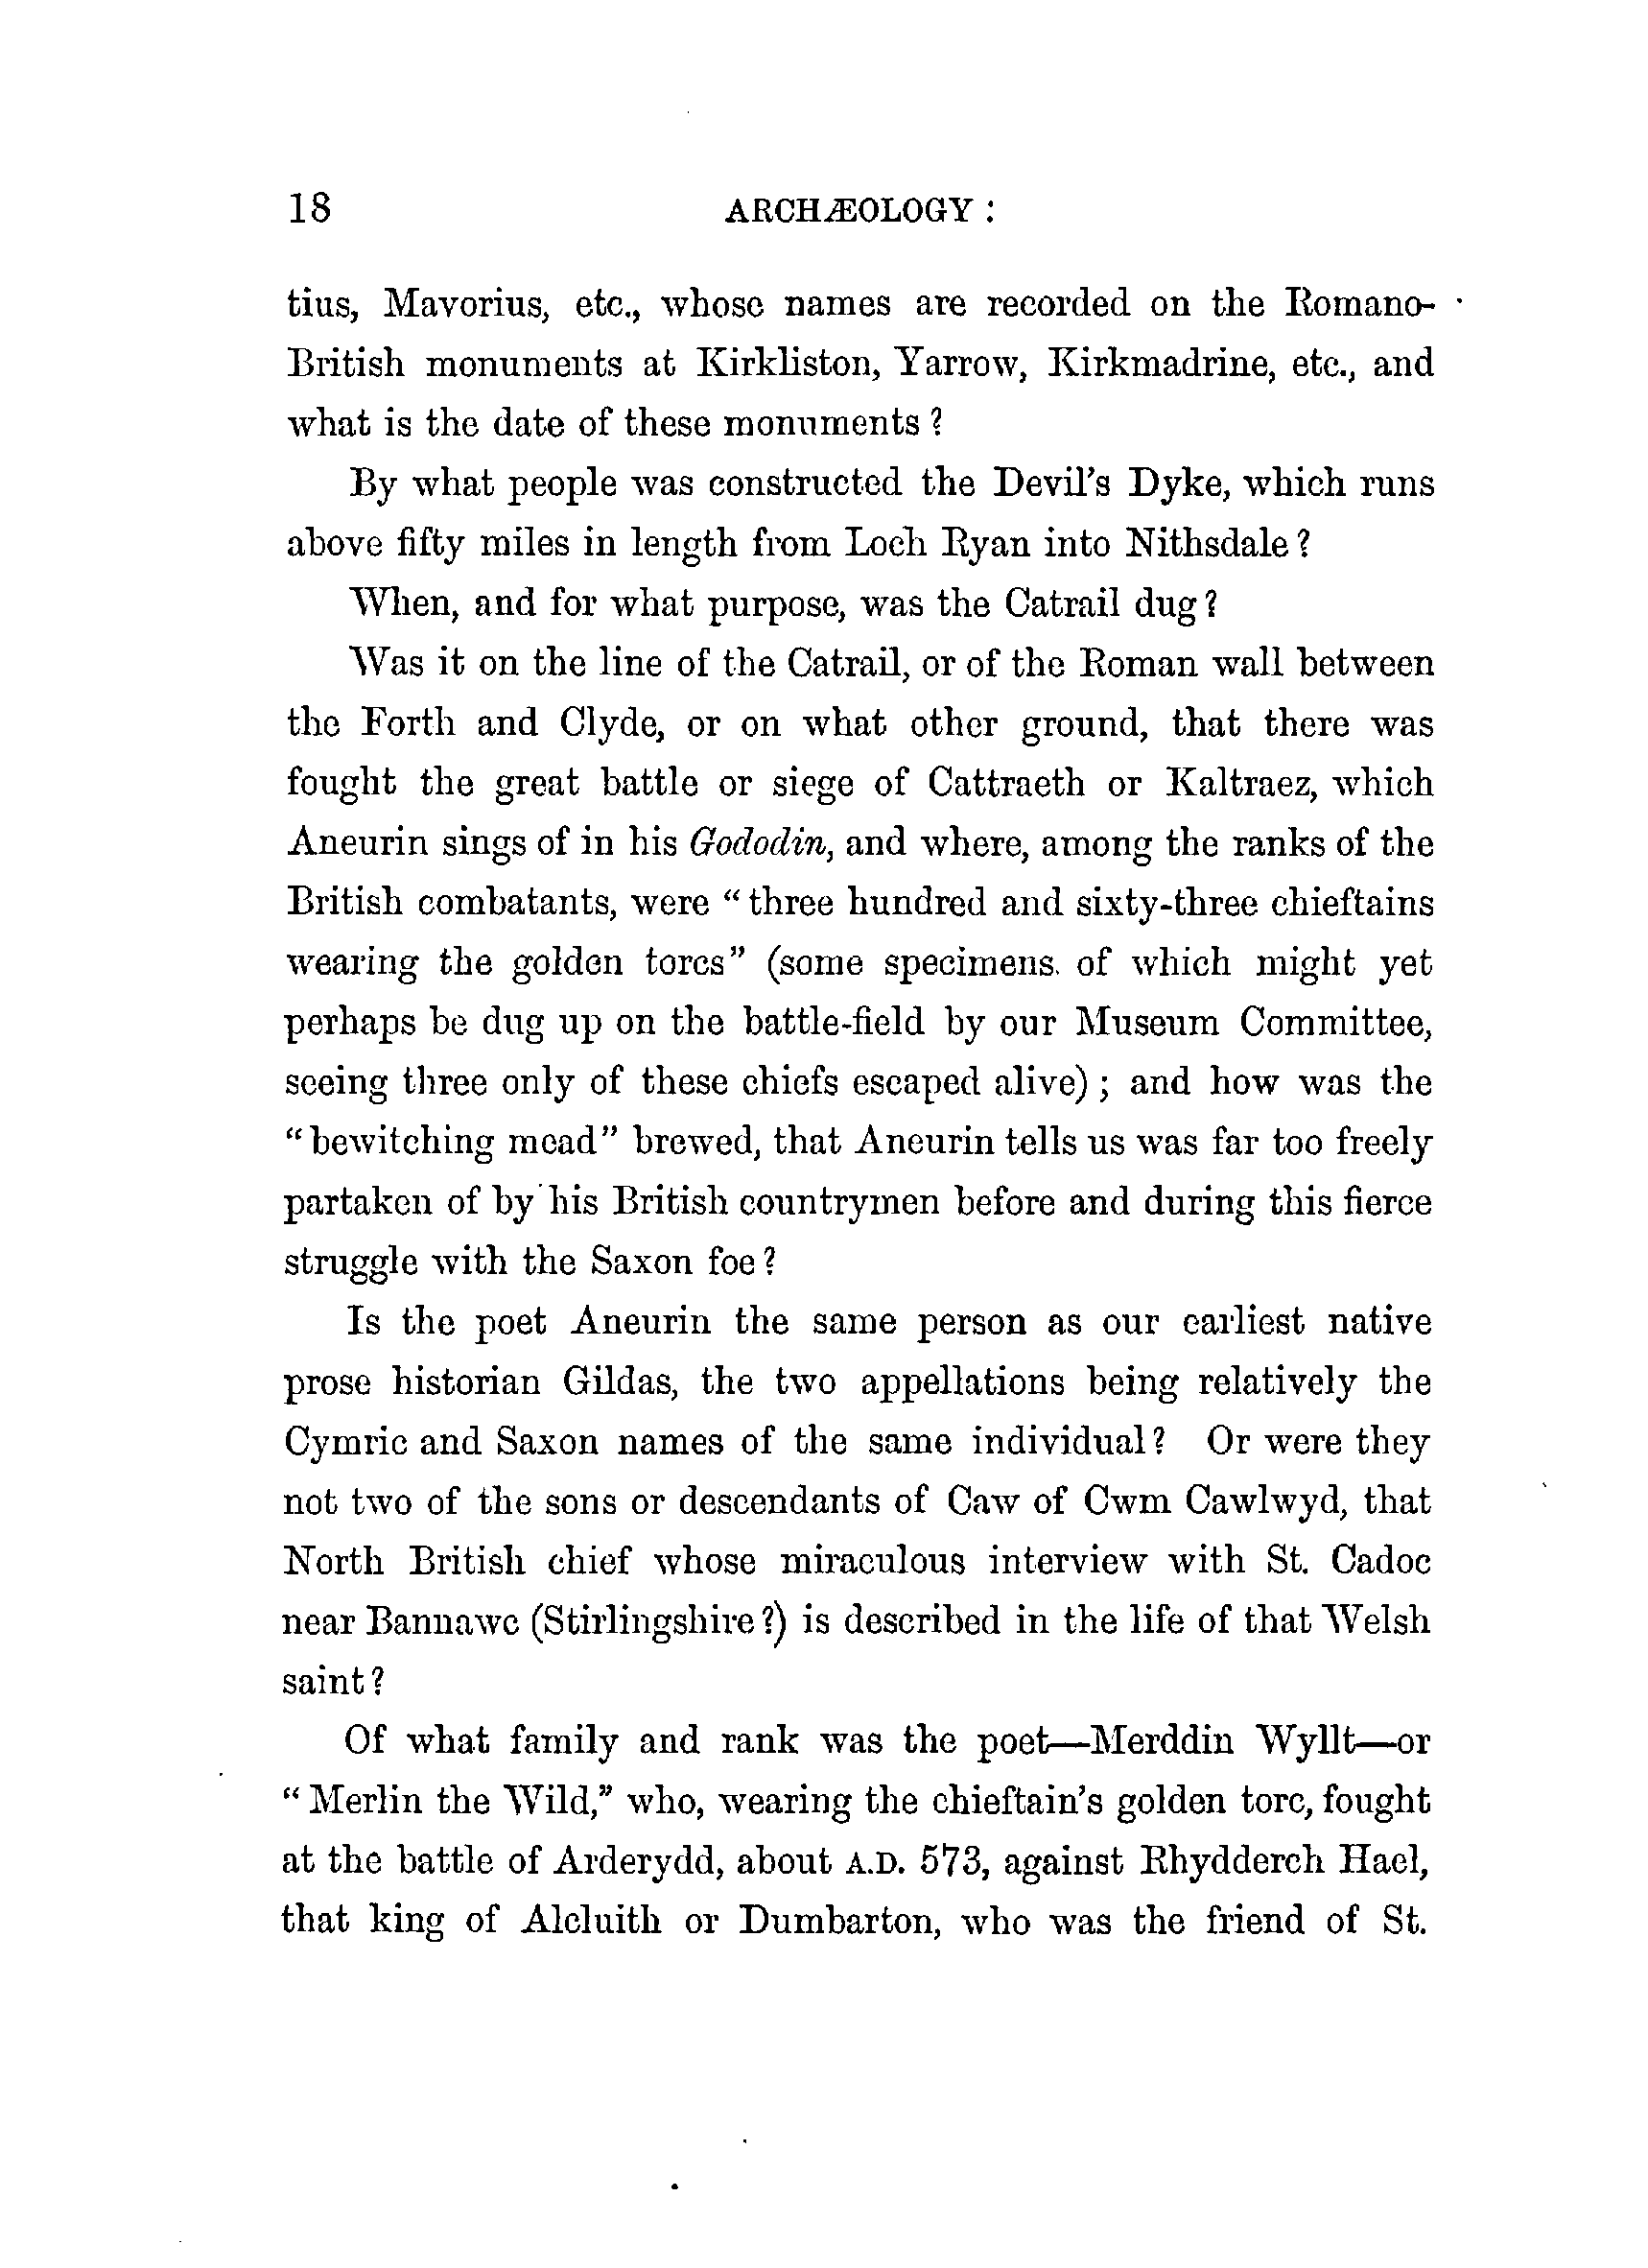 18 ARCHÆOLOGY :
tius, Mavorius, etc., whose names are recorded on the Romano-
British monuments at Kirkliston, Yarrow, Kirkmadrine, etc., and
what is the date of these monuments ?
By what people was constructed the Devil's Dyke, which runs
above fifty miles in length from Loch Ryan into Nithsdale ?
When, and for what purpose, was the Catrail dug ?
Was it on the line of the Catrail, or of the Roman wall between
the Forth and Clyde, or on what other ground, that there was
fought the great battle or siege of Cattraeth or Kaltraez, which
Aneurin sings of in his Gododin, and where, among the ranks of the
British combatants, were " three hundred and sixty-three chieftains
wearing the golden torcs" (some specimens. of which might yet
perhaps be dug up on the battle-field by our Museum Committee,
seeing three only of these chiefs escaped alive) ; and how was the
" bewitching mead" brewed, that Aneurin tells us was far too freely
partaken of by his British countrymen before and during this fierce
struggle with the Saxon foe ?
Is the poet Aneurin the same person as our earliest native
prose historian Gildas, the two appellations being relatively the
Cymric and Saxon names of the same individual ? Or were they
not two of the sons or descendants of Caw of Cwm Cawlwyd, that
North British chief whose miraculous interview with St. Cadoc
near Bannawc (Stirlingshire ?) is described in the life of that Welsh
saint ?
Of what family and rank was the poet—Merddin Wyllt—or
" Merlin the Wild," who, wearing the chieftain's golden torc, fought
at the battle of Arderydd, about A.D. 573, against Rhydderch Hael,
that king of Alcluith or Dumbarton, who was the friend of St.